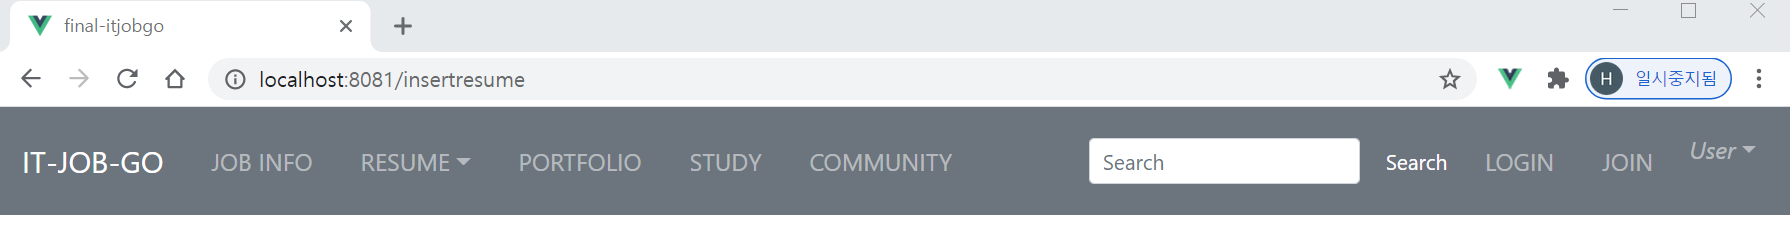 final-itjobgo
localhost:8081/insertresume
H 일시중지됨
IT-JOB-GO JOB INFO RESUME PORTFOLIO STUDY COMMUNITY Search Search LOGIN JOIN User